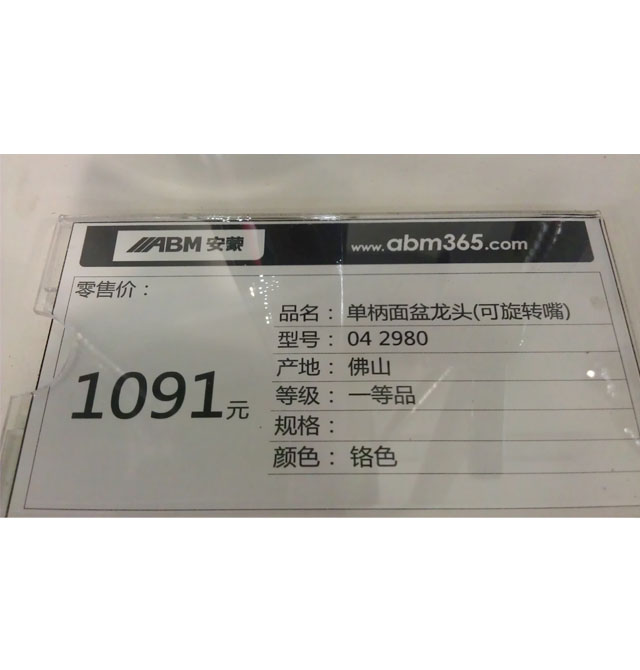 ABM 安蒙 www.abm365.com
零售价：
品名： 单柄面盆龙头(可旋转嘴)
型号： 04 2980
产地： 佛山
1091元
等级： 一等品
规格：
颜色： 铬色